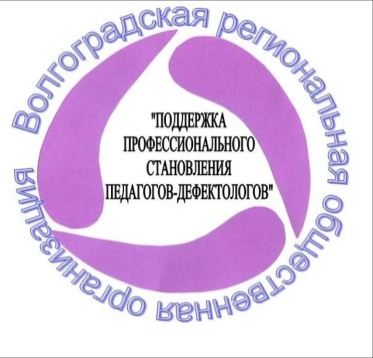 Волгоградская региональная общественная организация
"ПОДДЕРЖКА
ПРОФЕССИОНАЛЬНОГО
СТАНОВЛЕНИЯ
ПЕДАГОГОВ-ДЕФЕКТОЛОГОВ"